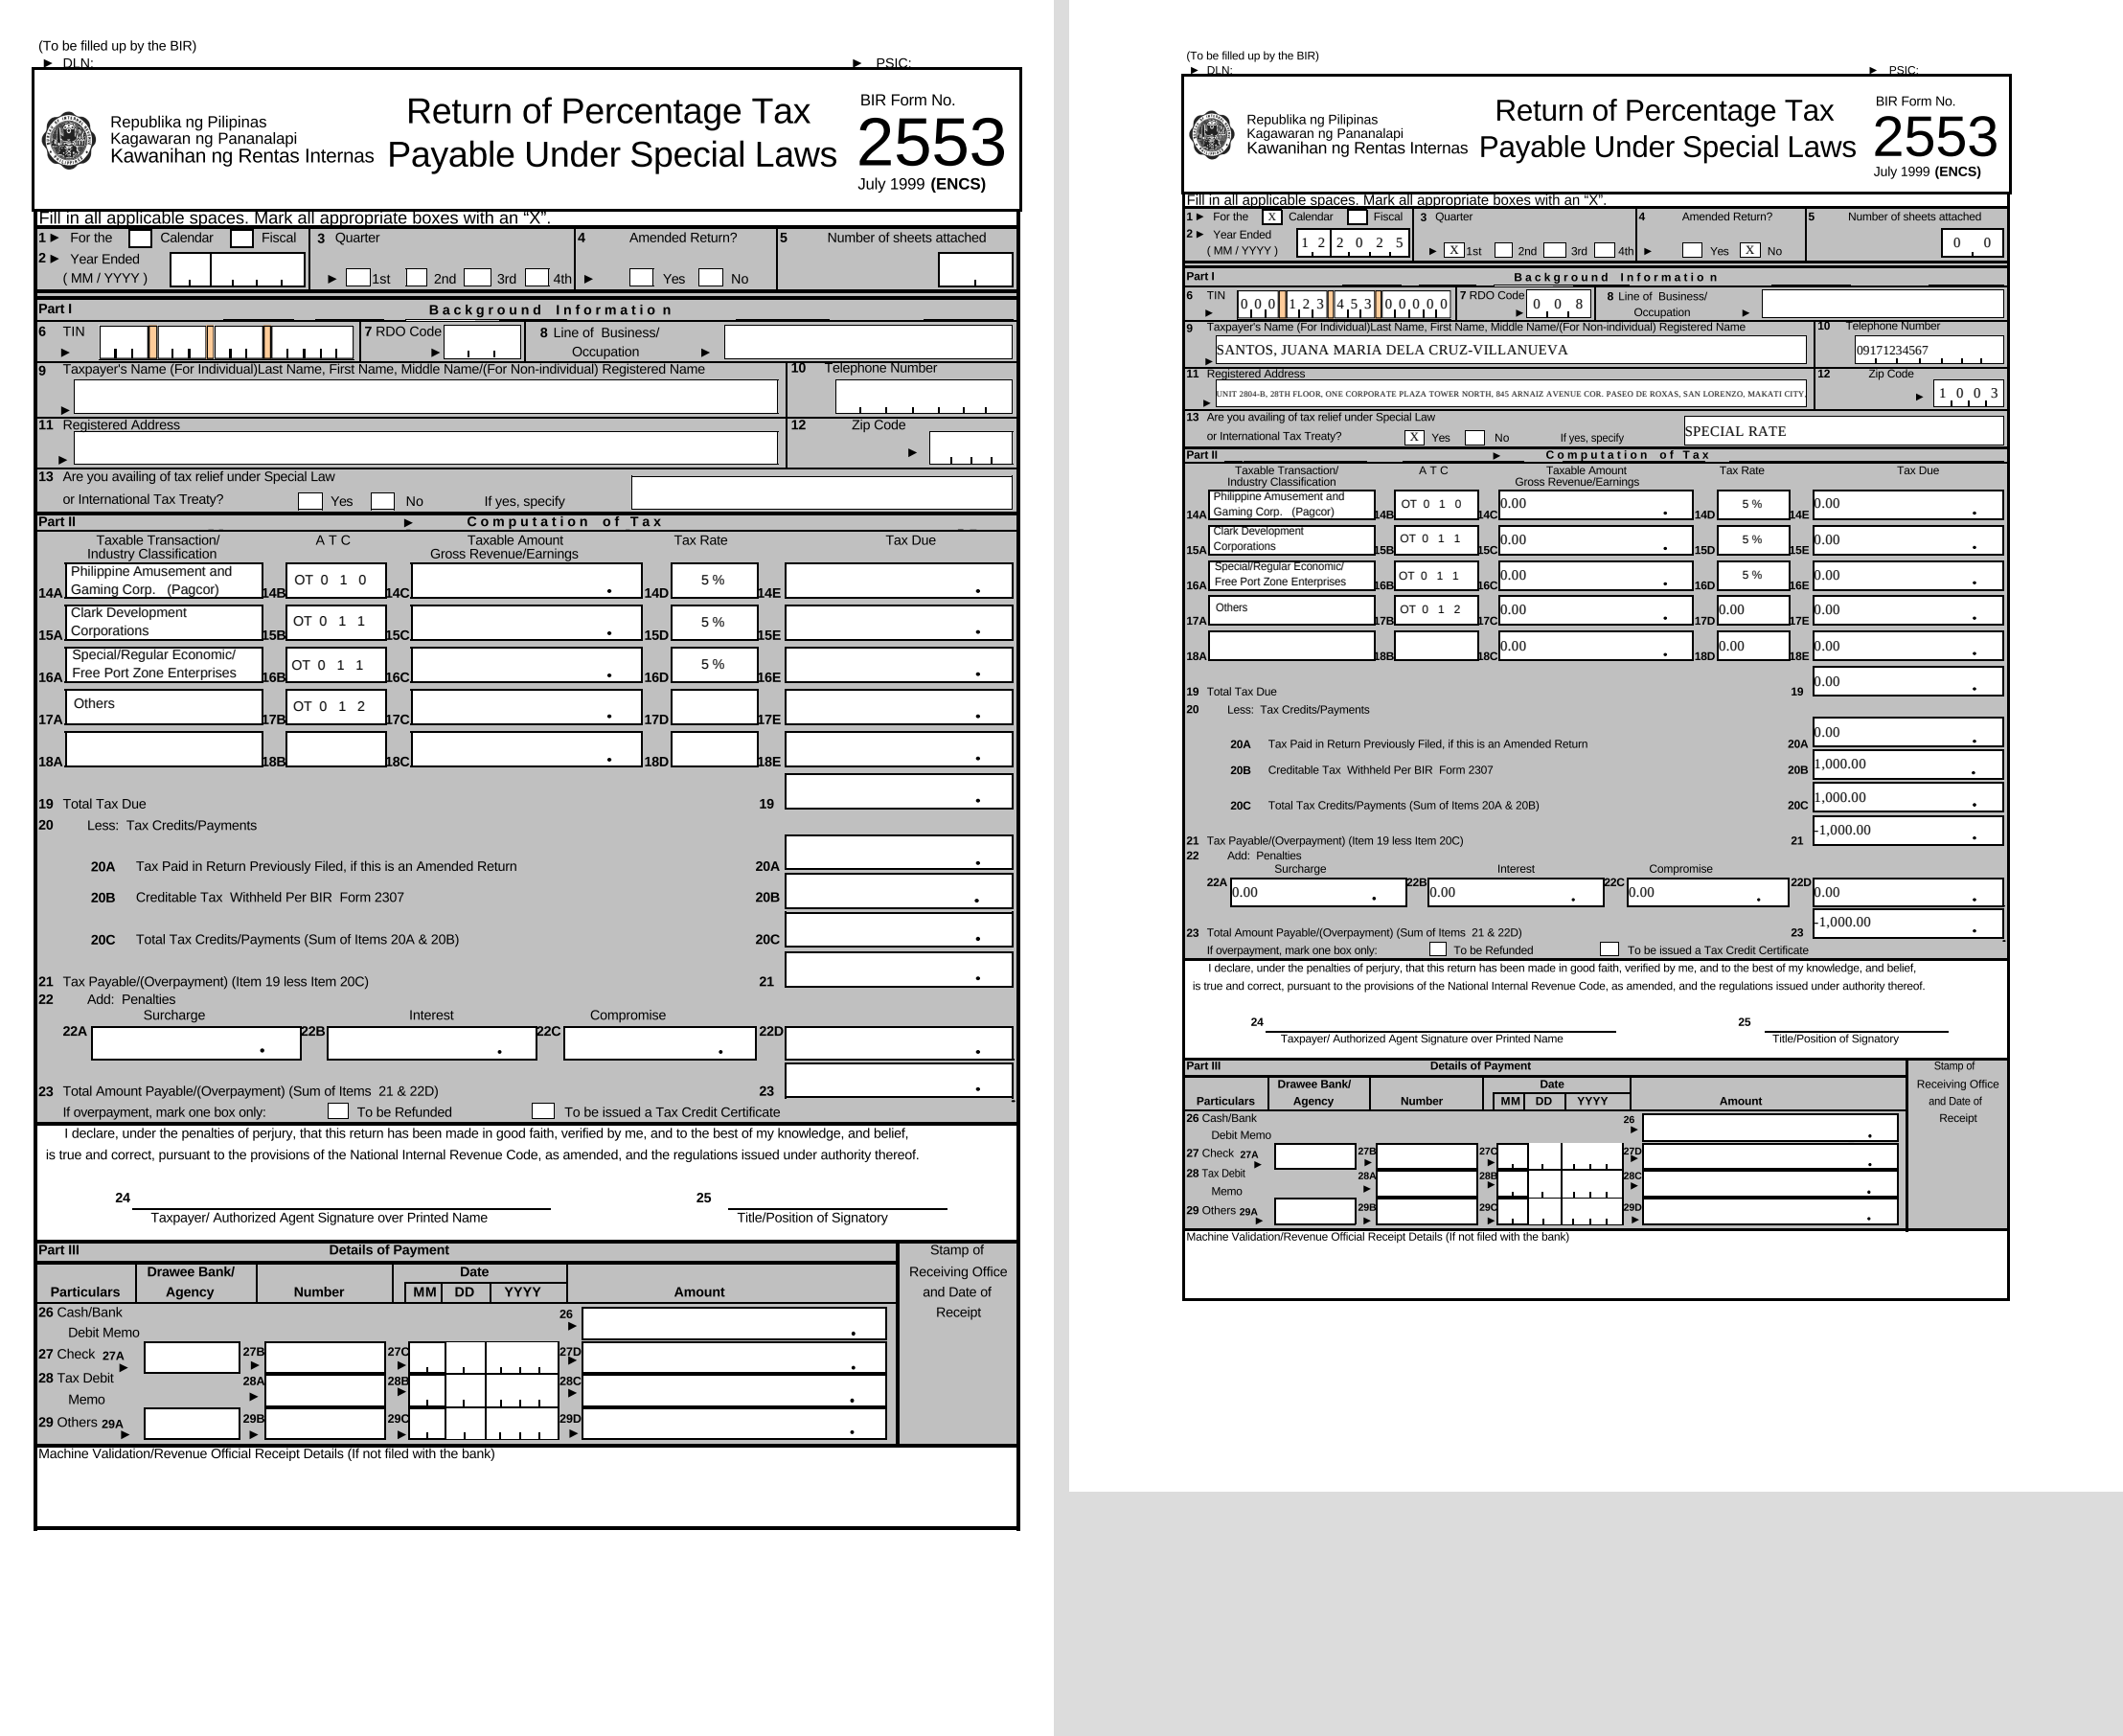 (To be filled up by the BIR)
► DLN: ► PSIC:
Republika ng Pilipinas
Kagawaran ng Pananalapi
Kawanihan ng Rentas Internas
Return of Percentage Tax
Payable Under Special Laws
BIR Form No.
2553
July 1999 (ENCS)
Fill in all applicable spaces. Mark all appropriate boxes with an “X”.
1 ► For the Calendar Fiscal 3 Quarter 4 Amended Return? 5 Number of sheets attached
2 ► Year Ended
( MM / YYYY ) ► 1st 2nd 3rd 4th ► Yes No
Part I Background Information
6 TIN 7 RDO Code 8 Line of Business/
► ► Occupation ►
9 Taxpayer's Name (For Individual)Last Name, First Name, Middle Name/(For Non-individual) Registered Name 10 Telephone Number
►
11 Registered Address 12 Zip Code
► ►
13 Are you availing of tax relief under Special Law
or International Tax Treaty? Yes No If yes, specify
Part II ► Computation of Tax
Taxable Transaction/ A T C Taxable Amount Tax Rate Tax Due
Industry Classification Gross Revenue/Earnings
Philippine Amusement and
14A Gaming Corp. (Pagcor) 14B OT 0 1 0 14C 14D 5 % 14E
Clark Development
15A Corporations 15B OT 0 1 1 15C 15D 5 % 15E
Special/Regular Economic/
16A Free Port Zone Enterprises 16B OT 0 1 1 16C 16D 5 % 16E
17A Others 17B OT 0 1 2 17C 17D 17E
18A 18B 18C 18D 18E
19 Total Tax Due 19
20 Less: Tax Credits/Payments
20A Tax Paid in Return Previously Filed, if this is an Amended Return 20A
20B Creditable Tax Withheld Per BIR Form 2307 20B
20C Total Tax Credits/Payments (Sum of Items 20A & 20B) 20C
21 Tax Payable/(Overpayment) (Item 19 less Item 20C) 21
22 Add: Penalties
Surcharge Interest Compromise
22A 22B 22C 22D
23 Total Amount Payable/(Overpayment) (Sum of Items 21 & 22D) 23
If overpayment, mark one box only: To be Refunded To be issued a Tax Credit Certificate
I declare, under the penalties of perjury, that this return has been made in good faith, verified by me, and to the best of my knowledge, and belief,
is true and correct, pursuant to the provisions of the National Internal Revenue Code, as amended, and the regulations issued under authority thereof.
24 25
Taxpayer/ Authorized Agent Signature over Printed Name Title/Position of Signatory
Part III Details of Payment Stamp of
Drawee Bank/ Date Receiving Office
Particulars Agency Number MM DD YYYY Amount and Date of
26 Cash/Bank 26 Receipt
Debit Memo ►
27 Check 27A ► 27B ► 27C ► 27D ►
28 Tax Debit 28A ► 28B ► 28C ►
Memo
29 Others 29A ► 29B ► 29C ► 29D ►
Machine Validation/Revenue Official Receipt Details (If not filed with the bank)
(To be filled up by the BIR)
► DLN: ► PSIC:
Republika ng Pilipinas
Kagawaran ng Pananalapi
Kawanihan ng Rentas Internas
Return of Percentage Tax
Payable Under Special Laws
BIR Form No.
2553
July 1999 (ENCS)
Fill in all applicable spaces. Mark all appropriate boxes with an “X”.
1 ► For the X Calendar Fiscal 3 Quarter 4 Amended Return? 5 Number of sheets attached
2 ► Year Ended
( MM / YYYY ) 1 2 2 0 2 5 ► X 1st 2nd 3rd 4th ► Yes X No 0 0
Part I Background Information
6 TIN 0 0 0 1 2 3 4 5 3 0 0 0 0 0 7 RDO Code 0 0 8 8 Line of Business/
► Occupation ►
9 Taxpayer's Name (For Individual)Last Name, First Name, Middle Name/(For Non-individual) Registered Name 10 Telephone Number
► SANTOS, JUANA MARIA DELA CRUZ-VILLANUEVA 09171234567
11 Registered Address 12 Zip Code
► UNIT 2804-B, 28TH FLOOR, ONE CORPORATE PLAZA TOWER NORTH, 845 ARNAIZ AVENUE COR. PASEO DE ROXAS, SAN LORENZO, MAKATI CITY, ► 1 0 0 3
13 Are you availing of tax relief under Special Law
or International Tax Treaty? X Yes No If yes, specify SPECIAL RATE
Part II ► Computation of Tax
Taxable Transaction/ A T C Taxable Amount Tax Rate Tax Due
Industry Classification Gross Revenue/Earnings
Philippine Amusement and
14A Gaming Corp. (Pagcor) 14B OT 0 1 0 14C 0.00 14D 5 % 14E 0.00
Clark Development
15A Corporations 15B OT 0 1 1 15C 0.00 15D 5 % 15E 0.00
Special/Regular Economic/
16A Free Port Zone Enterprises 16B OT 0 1 1 16C 0.00 16D 5 % 16E 0.00
17A Others 17B OT 0 1 2 17C 0.00 17D 0.00 17E 0.00
18A 18B 18C 0.00 18D 0.00 18E 0.00
19 Total Tax Due 19 0.00
20 Less: Tax Credits/Payments
20A Tax Paid in Return Previously Filed, if this is an Amended Return 20A 0.00
20B Creditable Tax Withheld Per BIR Form 2307 20B 1,000.00
20C Total Tax Credits/Payments (Sum of Items 20A & 20B) 20C 1,000.00
21 Tax Payable/(Overpayment) (Item 19 less Item 20C) 21 -1,000.00
22 Add: Penalties
Surcharge Interest Compromise
22A 0.00 22B 0.00 22C 0.00 22D 0.00
23 Total Amount Payable/(Overpayment) (Sum of Items 21 & 22D) 23 -1,000.00
If overpayment, mark one box only: To be Refunded To be issued a Tax Credit Certificate
I declare, under the penalties of perjury, that this return has been made in good faith, verified by me, and to the best of my knowledge, and belief,
is true and correct, pursuant to the provisions of the National Internal Revenue Code, as amended, and the regulations issued under authority thereof.
24 25
Taxpayer/ Authorized Agent Signature over Printed Name Title/Position of Signatory
Part III Details of Payment Stamp of
Drawee Bank/ Date Receiving Office
Particulars Agency Number MM DD YYYY Amount and Date of
26 Cash/Bank 26 Receipt
Debit Memo ►
27 Check 27A ► 27B ► 27C ► 27D ►
28 Tax Debit 28A ► 28B ► 28C ►
Memo
29 Others 29A ► 29B ► 29C ► 29D ►
Machine Validation/Revenue Official Receipt Details (If not filed with the bank)